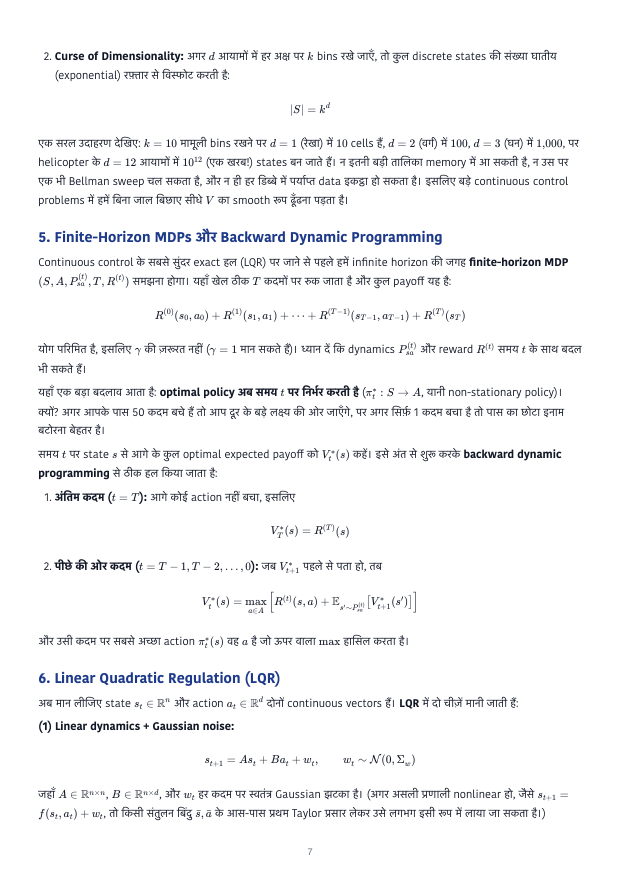 2. Curse of Dimensionality: अगर d आयामों में हर अक्ष पर k bins रखे जाएँ, तो कुल discrete states की संख्या घातीय
(exponential) रफ़्तार से विस्फोट करती है:
|S| = k^d
एक सरल उदाहरण देखिए: k = 10 मामूली bins रखने पर d = 1 (रेखा) में 10 cells हैं, d = 2 (वर्ग) में 100, d = 3 (घन) में 1,000, पर
helicopter के d = 12 आयामों में 10^12 (एक खरब!) states बन जाते हैं। न इतनी बड़ी तालिका memory में आ सकती है, न उस पर
एक भी Bellman sweep चल सकता है, और न ही हर डिब्बे में पर्याप्त data इकट्ठा हो सकता है। इसलिए बड़े continuous control
problems में हमें बिना जाल बिछाए सीधे V का smooth रूप ढूँढना पड़ता है।
5. Finite-Horizon MDPs और Backward Dynamic Programming
Continuous control के सबसे सुंदर exact हल (LQR) पर जाने से पहले हमें infinite horizon की जगह finite-horizon MDP
(S, A, P_{sa}^{(t)}, T, R^{(t)}) समझना होगा। यहाँ खेल ठीक T कदमों पर रुक जाता है और कुल payoff यह है:
R^{(0)}(s_0, a_0) + R^{(1)}(s_1, a_1) + ⋯ + R^{(T−1)}(s_{T−1}, a_{T−1}) + R^{(T)}(s_T)
योग परिमित है, इसलिए γ की ज़रूरत नहीं (γ = 1 मान सकते हैं)। ध्यान दें कि dynamics P_{sa}^{(t)} और reward R^{(t)} समय t के साथ बदल
भी सकते हैं।
यहाँ एक बड़ा बदलाव आता है: optimal policy अब समय t पर निर्भर करती है (π_t^* : S → A, यानी non-stationary policy)।
क्यों? अगर आपके पास 50 कदम बचे हैं तो आप दूर के बड़े लक्ष्य की ओर जाएँगे, पर अगर सिर्फ़ 1 कदम बचा है तो पास का छोटा इनाम
बटोरना बेहतर है।
समय t पर state s से आगे के कुल optimal expected payoff को V_t^*(s) कहें। इसे अंत से शुरू करके backward dynamic
programming से ठीक हल किया जाता है:
1. अंतिम कदम (t = T): आगे कोई action नहीं बचा, इसलिए
V_T^*(s) = R^{(T)}(s)
2. पीछे की ओर कदम (t = T − 1, T − 2, . . . , 0): जब V_{t+1}^* पहले से पता हो, तब
V_t^*(s) = max_{a∈A} [R^{(t)}(s, a) + 𝔼_{s′∼P_{sa}^{(t)}}[V_{t+1}^*(s′)]]
और उसी कदम पर सबसे अच्छा action π_t^*(s) वह a है जो ऊपर वाला max हासिल करता है।
6. Linear Quadratic Regulation (LQR)
अब मान लीजिए state s_t ∈ ℝ^n और action a_t ∈ ℝ^d दोनों continuous vectors हैं। LQR में दो चीज़ें मानी जाती हैं:
(1) Linear dynamics + Gaussian noise:
s_{t+1} = As_t + Ba_t + w_t, w_t ∼ 𝒩(0, Σ_w)
जहाँ A ∈ ℝ^{n×n}, B ∈ ℝ^{n×d}, और w_t हर कदम पर स्वतंत्र Gaussian झटका है। (अगर असली प्रणाली nonlinear हो, जैसे s_{t+1} =
f(s_t, a_t) + w_t, तो किसी संतुलन बिंदु s̄, ā के आस-पास प्रथम Taylor प्रसार लेकर उसे लगभग इसी रूप में लाया जा सकता है।)
7